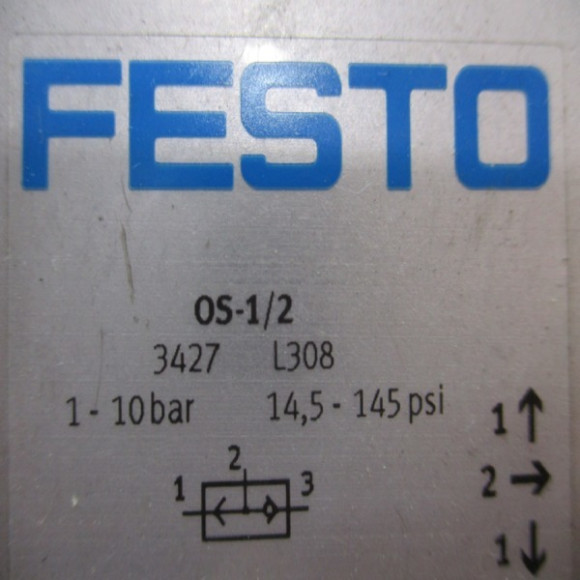 FESTO
OS-1/2
3427 L308
1 - 10 bar 14,5 - 145 psi
1 ↑
2
1 3
2 →
1 ↓